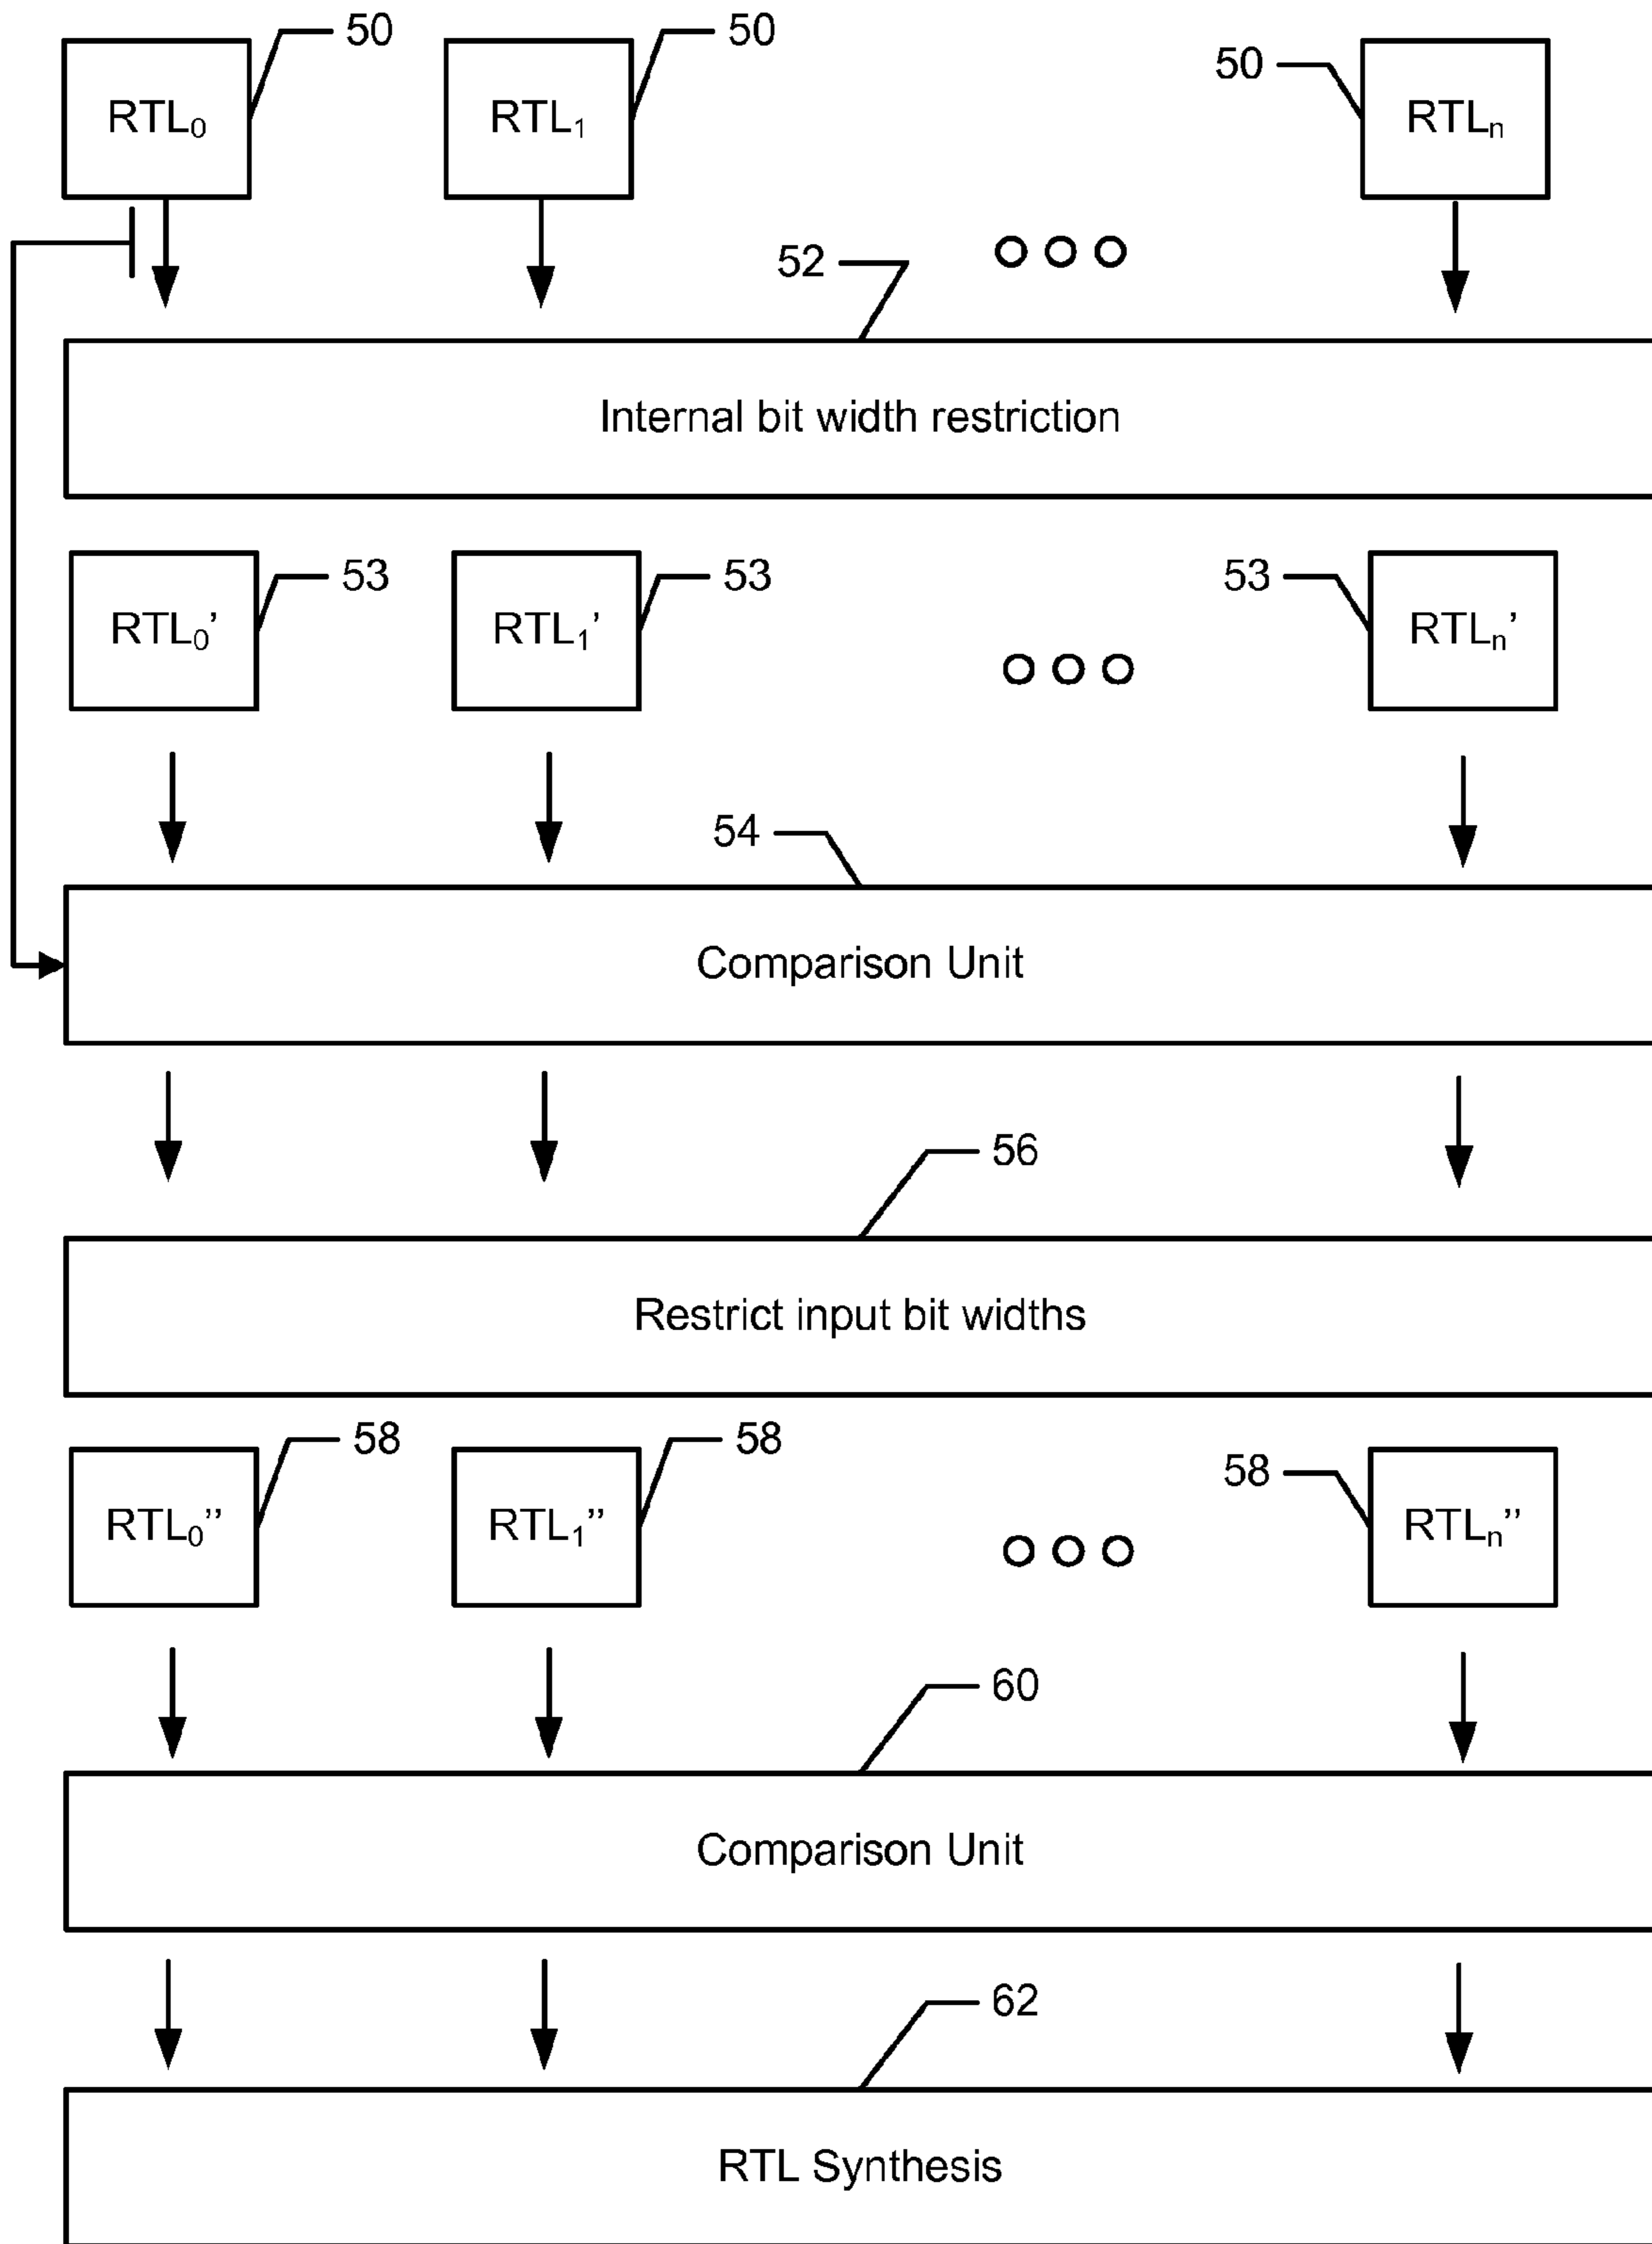 50 50 50
RTL₀ RTL₁ RTLₙ
52
Internal bit width restriction
53 53 53
RTL₀’ RTL₁’ RTLₙ’
54
Comparison Unit
56
Restrict input bit widths
58 58 58
RTL₀’’ RTL₁’’ RTLₙ’’
60
Comparison Unit
62
RTL Synthesis